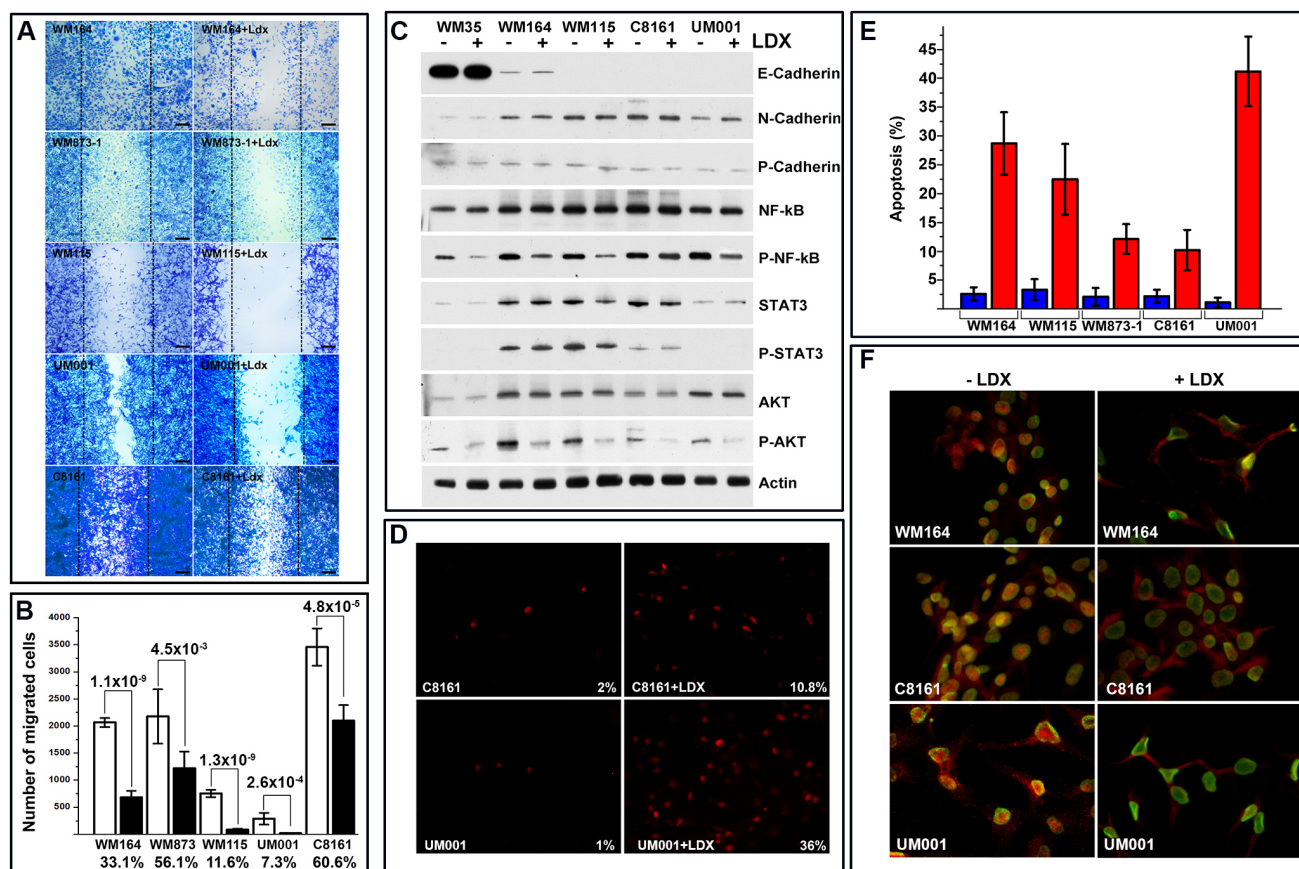 A
WM164
WM164+Ldx
WM873-1
WM873-1+Ldx
WM115
WM115+Ldx
UM001
UM001+Ldx
C8161
C8161+Ldx
B
Number of migrated cells
4000
3500
3000
2500
2000
1500
1000
500
1.1x10-9
4.5x10-3
1.3x10-9
2.6x10-4
4.8x10-5
WM164 WM873 WM115 UM001 C8161
33.1% 56.1% 11.6% 7.3% 60.6%
C
WM35 WM164 WM115 C8161 UM001
- + - + - + - + - + LDX
E-Cadherin
N-Cadherin
P-Cadherin
NF-kB
P-NF-kB
STAT3
P-STAT3
AKT
P-AKT
Actin
D
C8161 2%
C8161+LDX 10.8%
UM001 1%
UM001+LDX 36%
E
Apoptosis (%)
45
40
35
30
25
20
15
10
5
WM164 WM115 WM873-1 C8161 UM001
F
- LDX + LDX
WM164 WM164
C8161 C8161
UM001 UM001